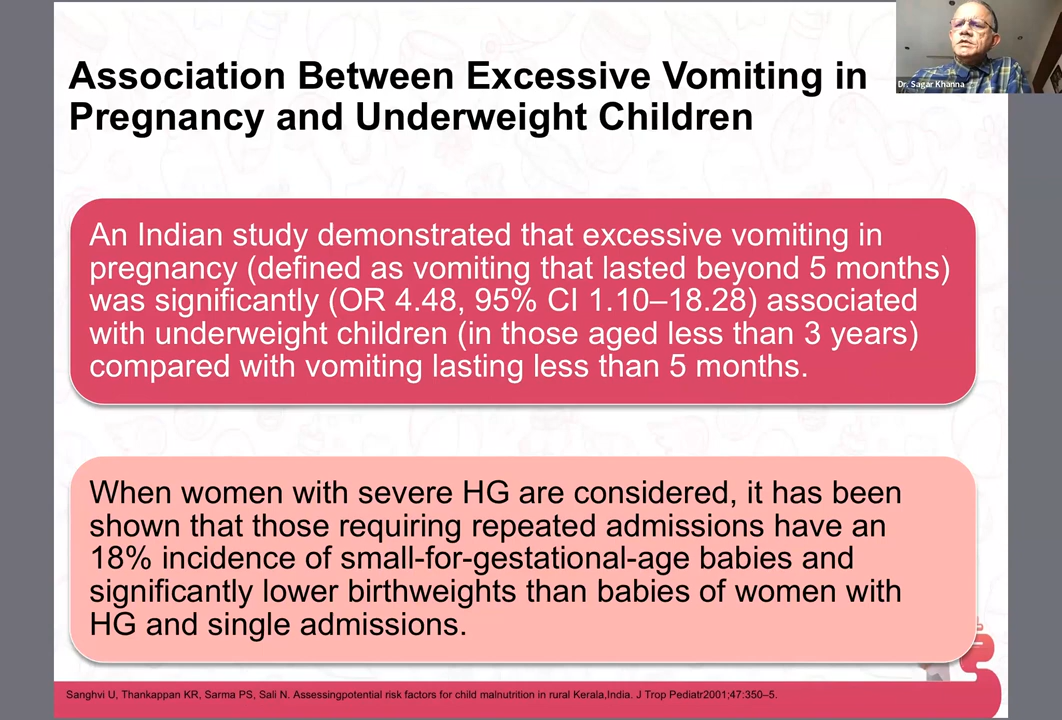 Association Between Excessive Vomiting in
Pregnancy and Underweight Children
Dr. Sagar Khanna
An Indian study demonstrated that excessive vomiting in
pregnancy (defined as vomiting that lasted beyond 5 months)
was significantly (OR 4.48, 95% CI 1.10–18.28) associated
with underweight children (in those aged less than 3 years)
compared with vomiting lasting less than 5 months.
When women with severe HG are considered, it has been
shown that those requiring repeated admissions have an
18% incidence of small-for-gestational-age babies and
significantly lower birthweights than babies of women with
HG and single admissions.
Sanghvi U, Thankappan KR, Sarma PS, Sali N. Assessingpotential risk factors for child malnutrition in rural Kerala,India. J Trop Pediatr2001;47:350–5.